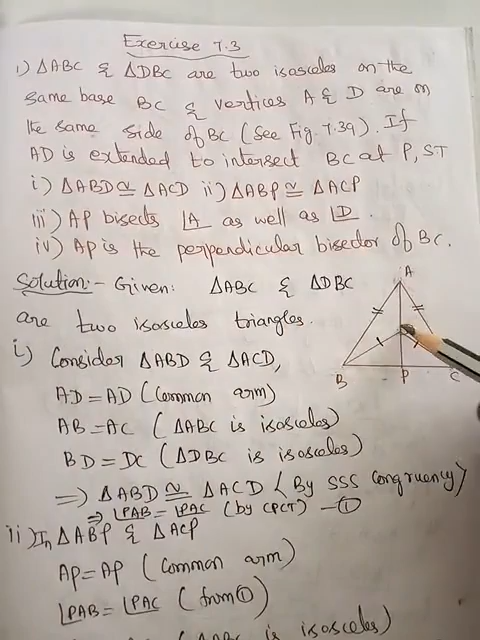 Exercise 7.3
1) ΔABC & ΔDBC are two isosceles on the
same base BC & vertices A & D are on
the same side of BC (See Fig. 7.39). If
AD is extended to intersect BC at P, ST
i) ΔABD ≅ ΔACD ii) ΔABP ≅ ΔACP
iii) AP bisects ∠A as well as ∠D.
iv) AP is the perpendicular bisector of BC.
Solution:- Given: ΔABC & ΔDBC
are two isosceles triangles.
A
B
P
C
i) Consider ΔABD & ΔACD,
AD = AD (Common arm)
AB = AC (ΔABC is isosceles)
BD = DC (ΔDBC is isosceles)
=> ΔABD ≅ ΔACD (By SSS Congruency)
=> ∠PAB = ∠PAC (by CPCT) - ①
ii) In ΔABP & ΔACP
AP = AP (Common arm)
∠PAB = ∠PAC (from ①)
(ΔABC is isosceles)